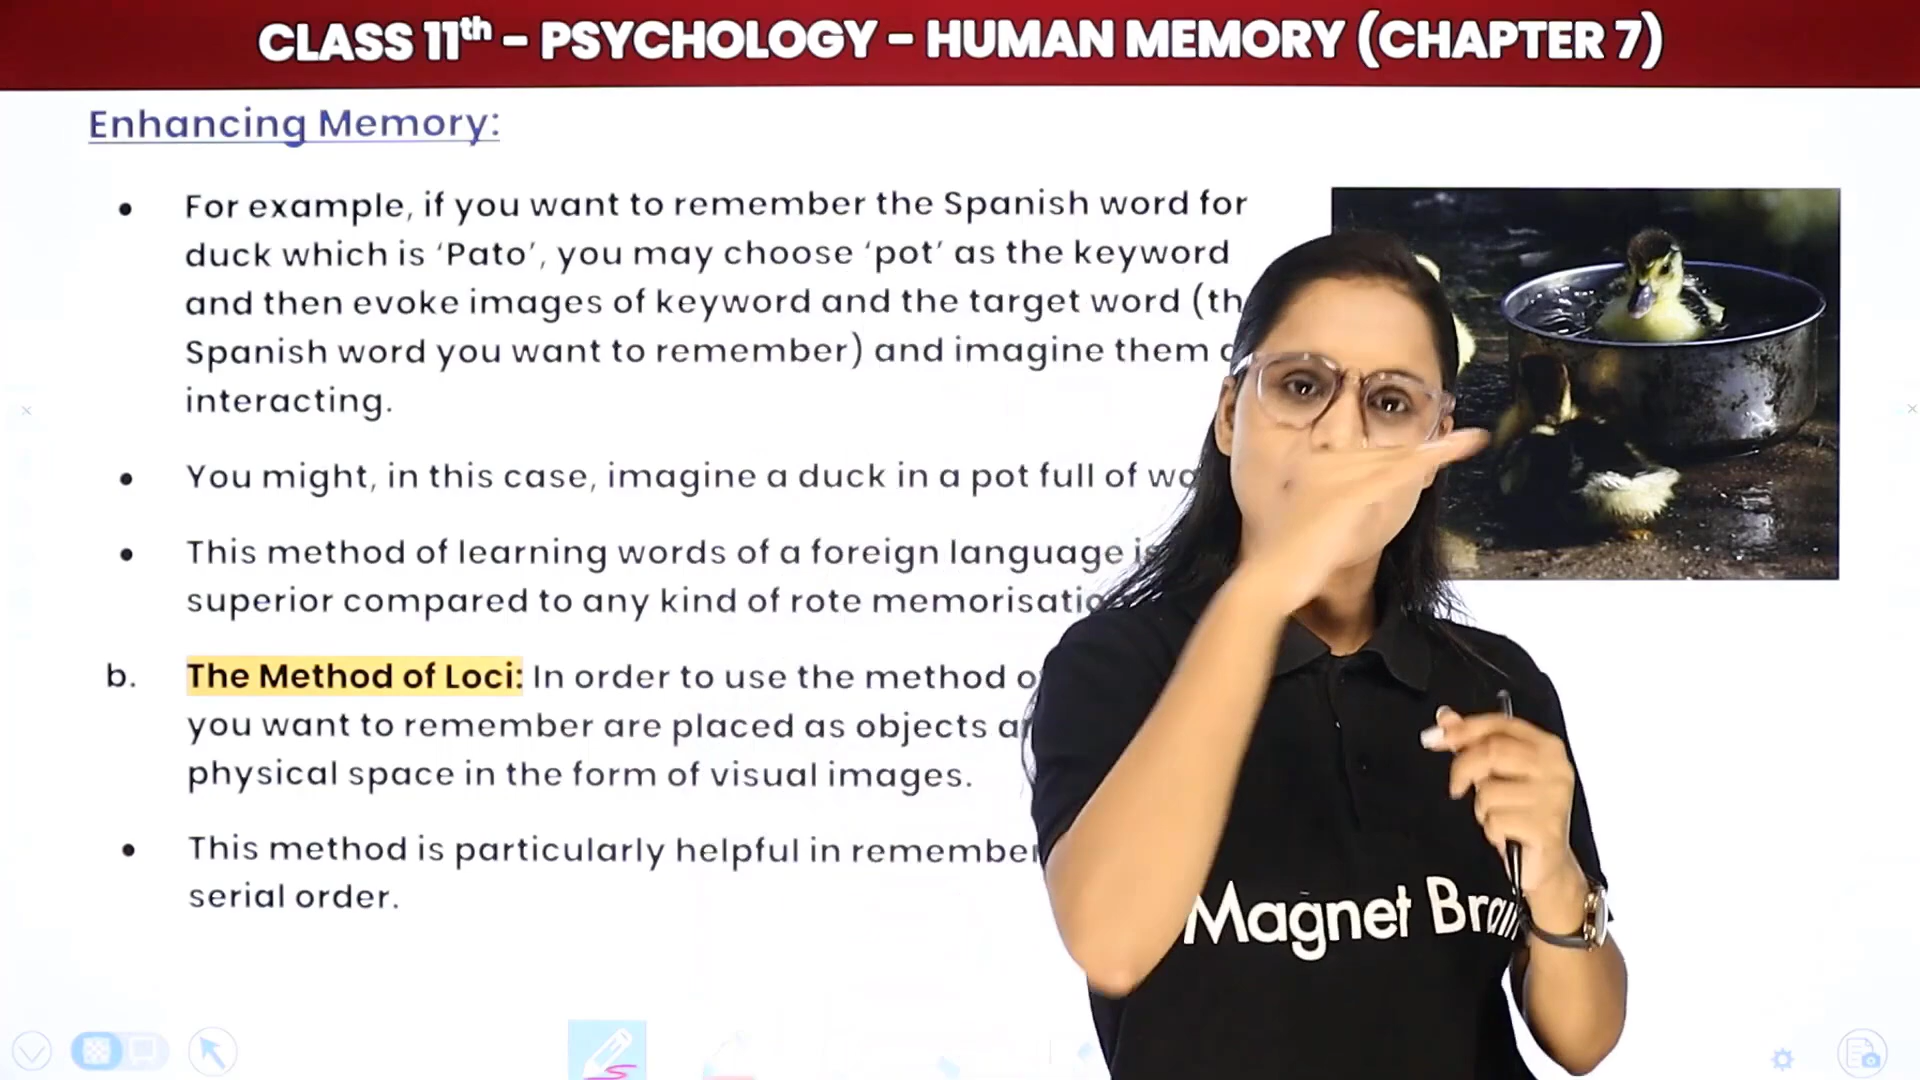 CLASS 11th - PSYCHOLOGY - HUMAN MEMORY (CHAPTER 7)
Enhancing Memory:
• For example, if you want to remember the Spanish word for
duck which is ‘Pato’, you may choose ‘pot’ as the keyword
and then evoke images of keyword and the target word (th
Spanish word you want to remember) and imagine them
interacting.
• You might, in this case, imagine a duck in a pot full of
• This method of learning words of a foreign language is
superior compared to any kind of rote
b. The Method of Loci: In order to use the method
you want to remember are placed as objects
physical space in the form of visual images.
• This method is particularly helpful in
serial order.
Magnet Brain